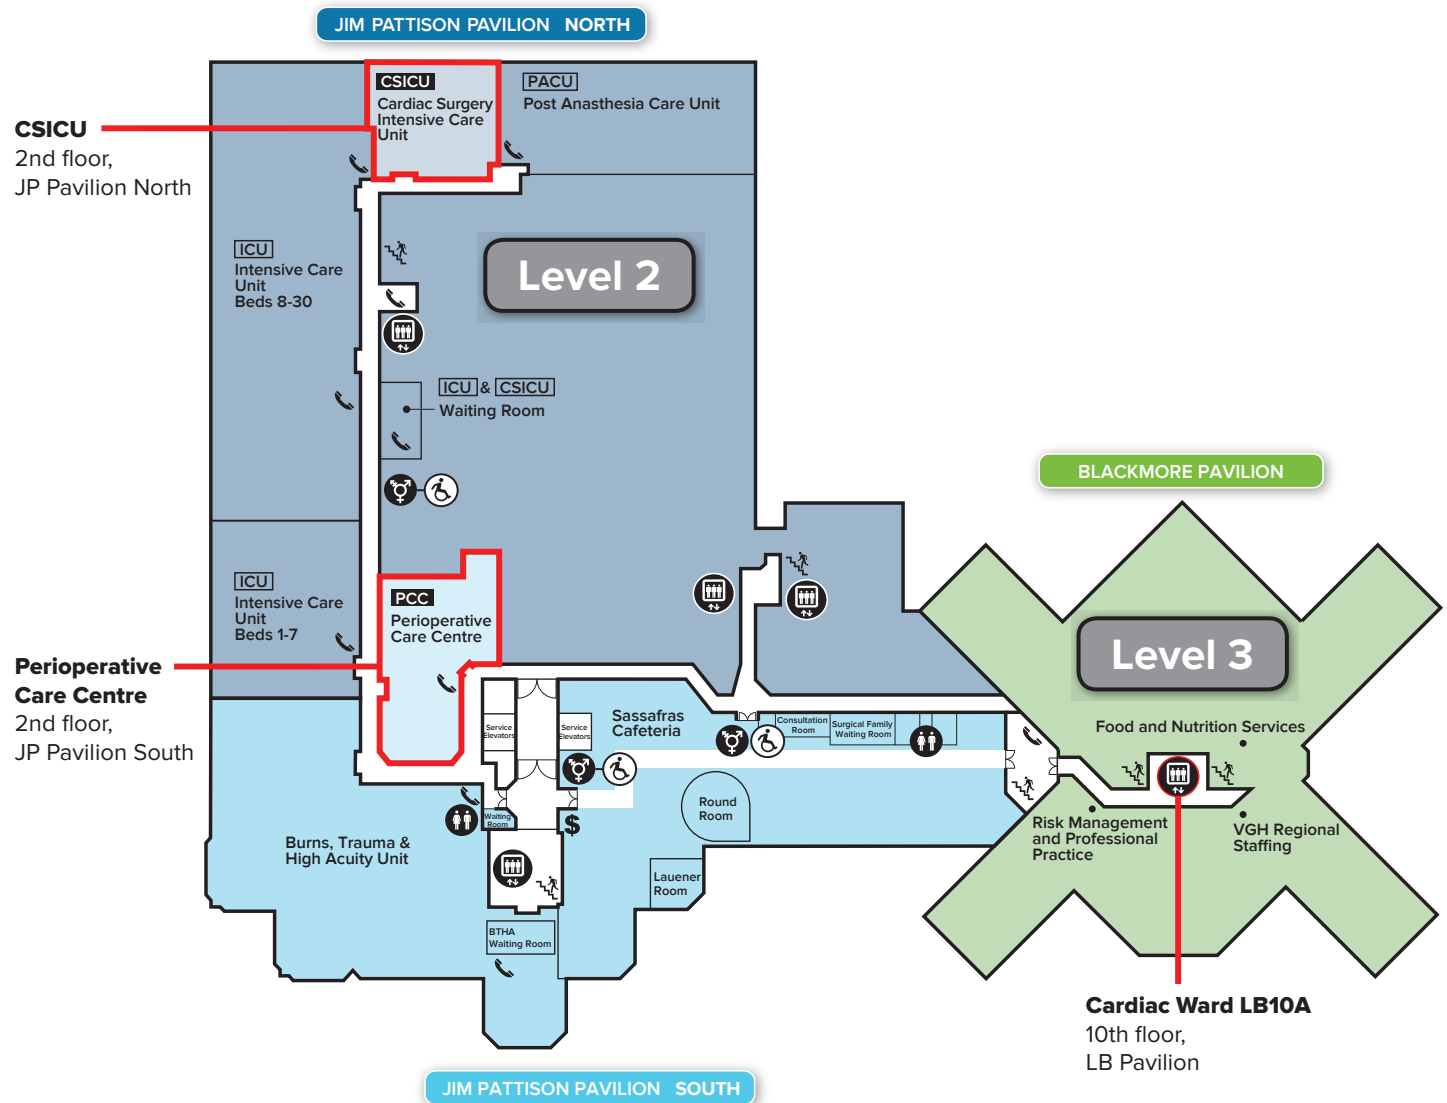 JIM PATTISON PAVILION NORTH
CSICU
Cardiac Surgery
Intensive Care
Unit
PACU
Post Anasthesia Care Unit
CSICU
2nd floor,
JP Pavilion North
ICU
Intensive Care
Unit
Beds 8-30
Level 2
ICU & CSICU
Waiting Room
BLACKMORE PAVILION
ICU
Intensive Care
Unit
Beds 1-7
PCC
Perioperative
Care Centre
Level 3
Perioperative
Care Centre
2nd floor,
JP Pavilion South
Service
Elevators
Service
Elevators
Sassafras
Cafeteria
Consultation
Room
Surgical Family
Waiting Room
Food and Nutrition Services
Round
Room
Waiting
Room
$
Burns, Trauma &
High Acuity Unit
Risk Management
and Professional
Practice
VGH Regional
Staffing
Lauener
Room
BTHA
Waiting Room
Cardiac Ward LB10A
10th floor,
LB Pavilion
JIM PATTISON PAVILION SOUTH